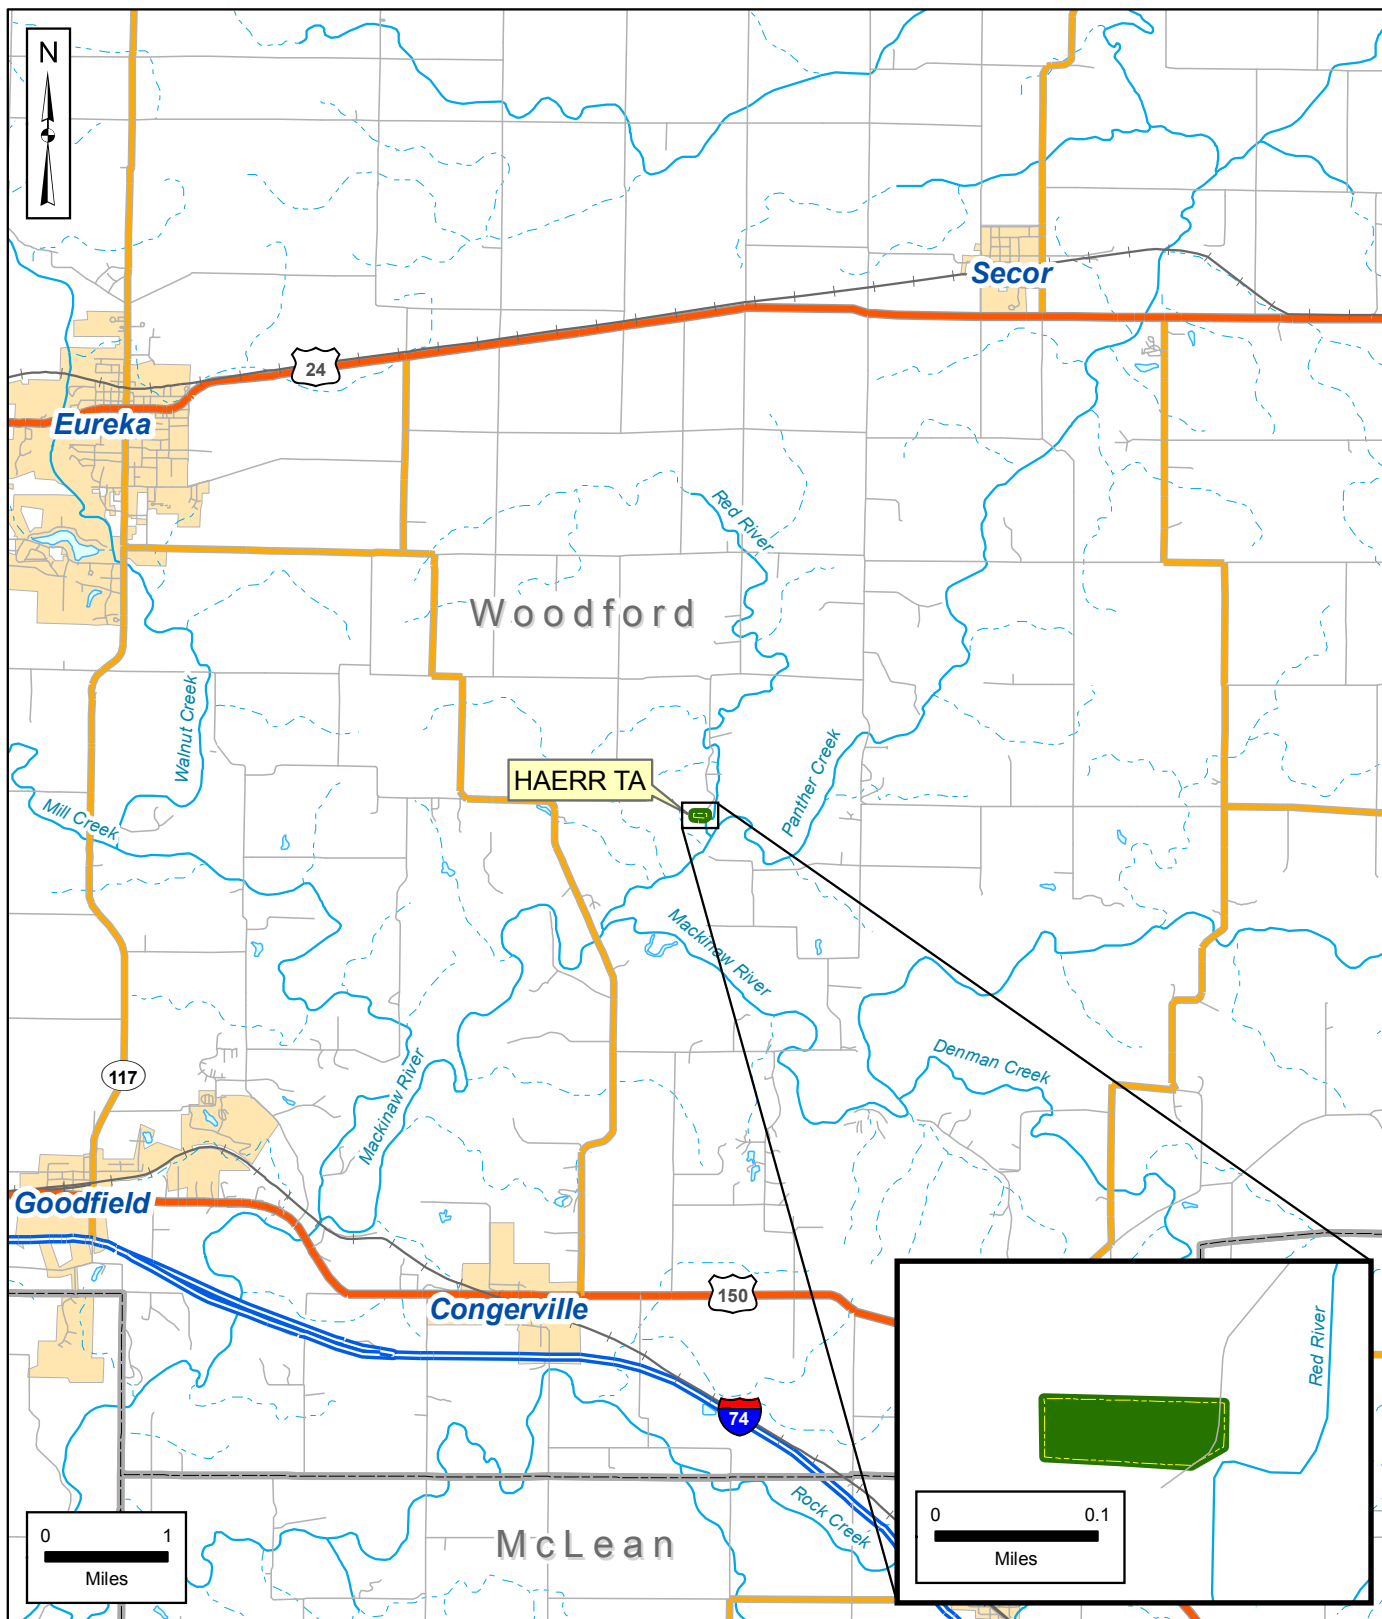 N
Secor
24
Eureka
Red River
Woodford
Walnut Creek
Panther Creek
HAERR TA
Mill Creek
Mackinaw River
Denman Creek
117
Mackinaw River
Goodfield
150
Congerville
Red River
74
Rock Creek
0 0.1
Miles
0 1
Miles
McLean